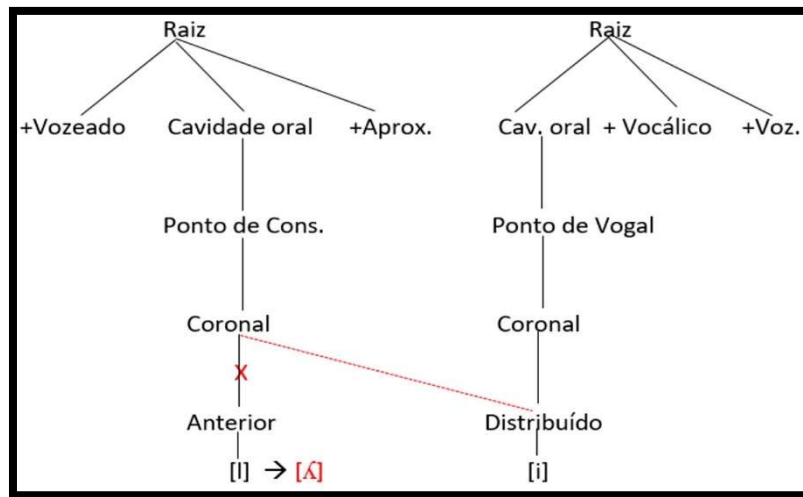 Raiz Raiz
+Vozeado Cavidade oral +Aprox. Cav. oral + Vocálico +Voz.
Ponto de Cons. Ponto de Vogal
Coronal Coronal
X
Anterior Distribuído
[l] → [ʎ] [i]